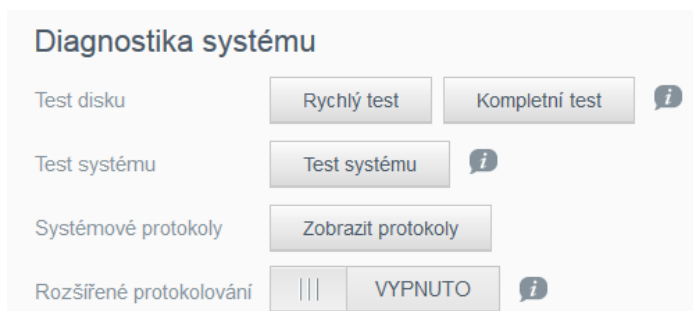 Diagnostika systému
Test disku Rychlý test Kompletní test
Test systému Test systému
Systémové protokoly Zobrazit protokoly
Rozšířené protokolování VYPNUTO